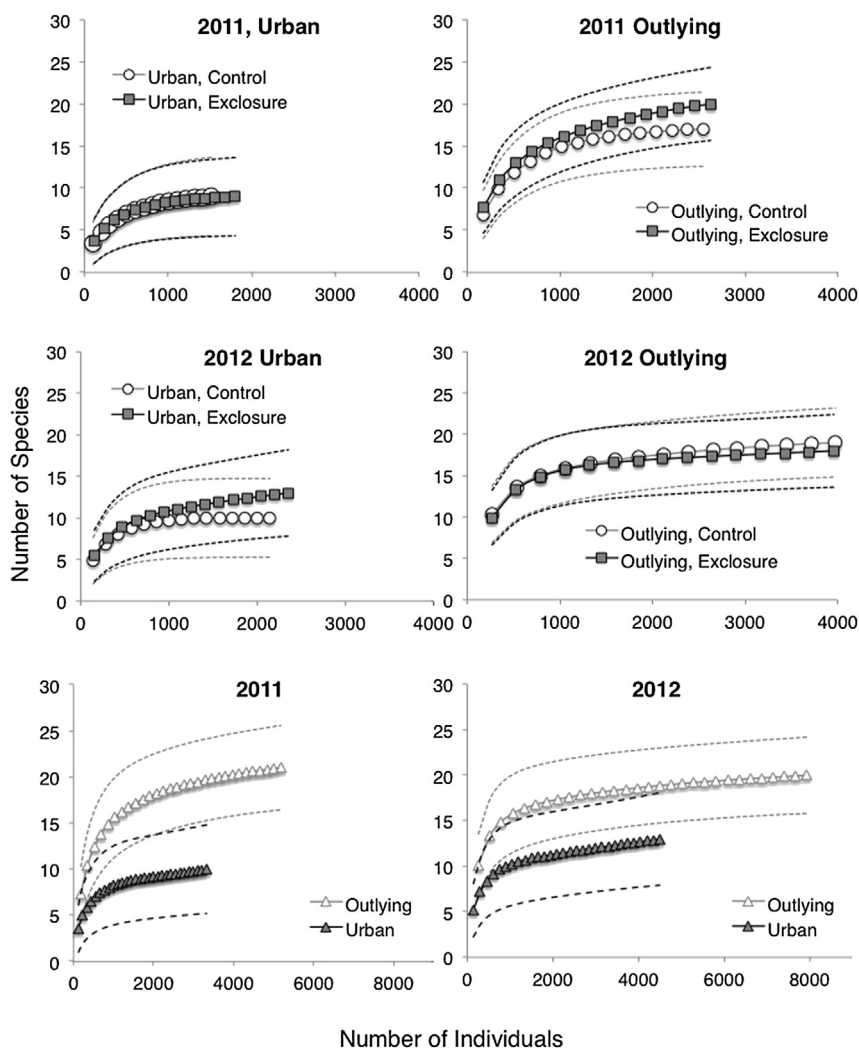 2011, Urban
30
25
20
15
10
5
0
Urban, Control
Urban, Exclosure
0 1000 2000 3000 4000
2011 Outlying
30
25
20
15
10
5
0
Outlying, Control
Outlying, Exclosure
0 1000 2000 3000 4000
Number of Species
2012 Urban
30
25
20
15
10
5
0
Urban, Control
Urban, Exclosure
0 1000 2000 3000 4000
2012 Outlying
30
25
20
15
10
5
0
Outlying, Control
Outlying, Exclosure
0 1000 2000 3000 4000
2011
30
25
20
15
10
5
0
Outlying
Urban
0 2000 4000 6000 8000
2012
30
25
20
15
10
5
0
Outlying
Urban
0 2000 4000 6000 8000
Number of Individuals